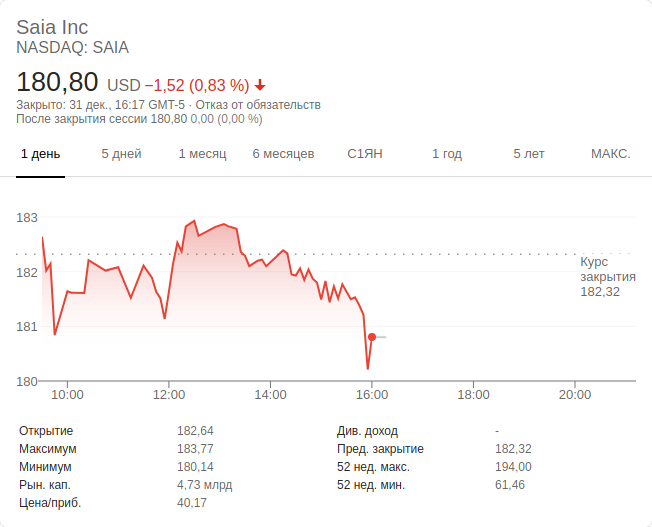 Saia Inc
NASDAQ: SAIA
180,80 USD −1,52 (0,83 %)
Закрыто: 31 дек., 16:17 GMT-5 · Отказ от обязательств
После закрытия сессии 180,80 0,00 (0,00 %)
1 день 5 дней 1 месяц 6 месяцев С1ЯН 1 год 5 лет МАКС.
183
182
181
180
Курс
закрытия
182,32
10:00 12:00 14:00 16:00 18:00 20:00
Открытие 182,64 Див. доход -
Максимум 183,77 Пред. закрытие 182,32
Минимум 180,14 52 нед. макс. 194,00
Рын. кап. 4,73 млрд 52 нед. мин. 61,46
Цена/приб. 40,17